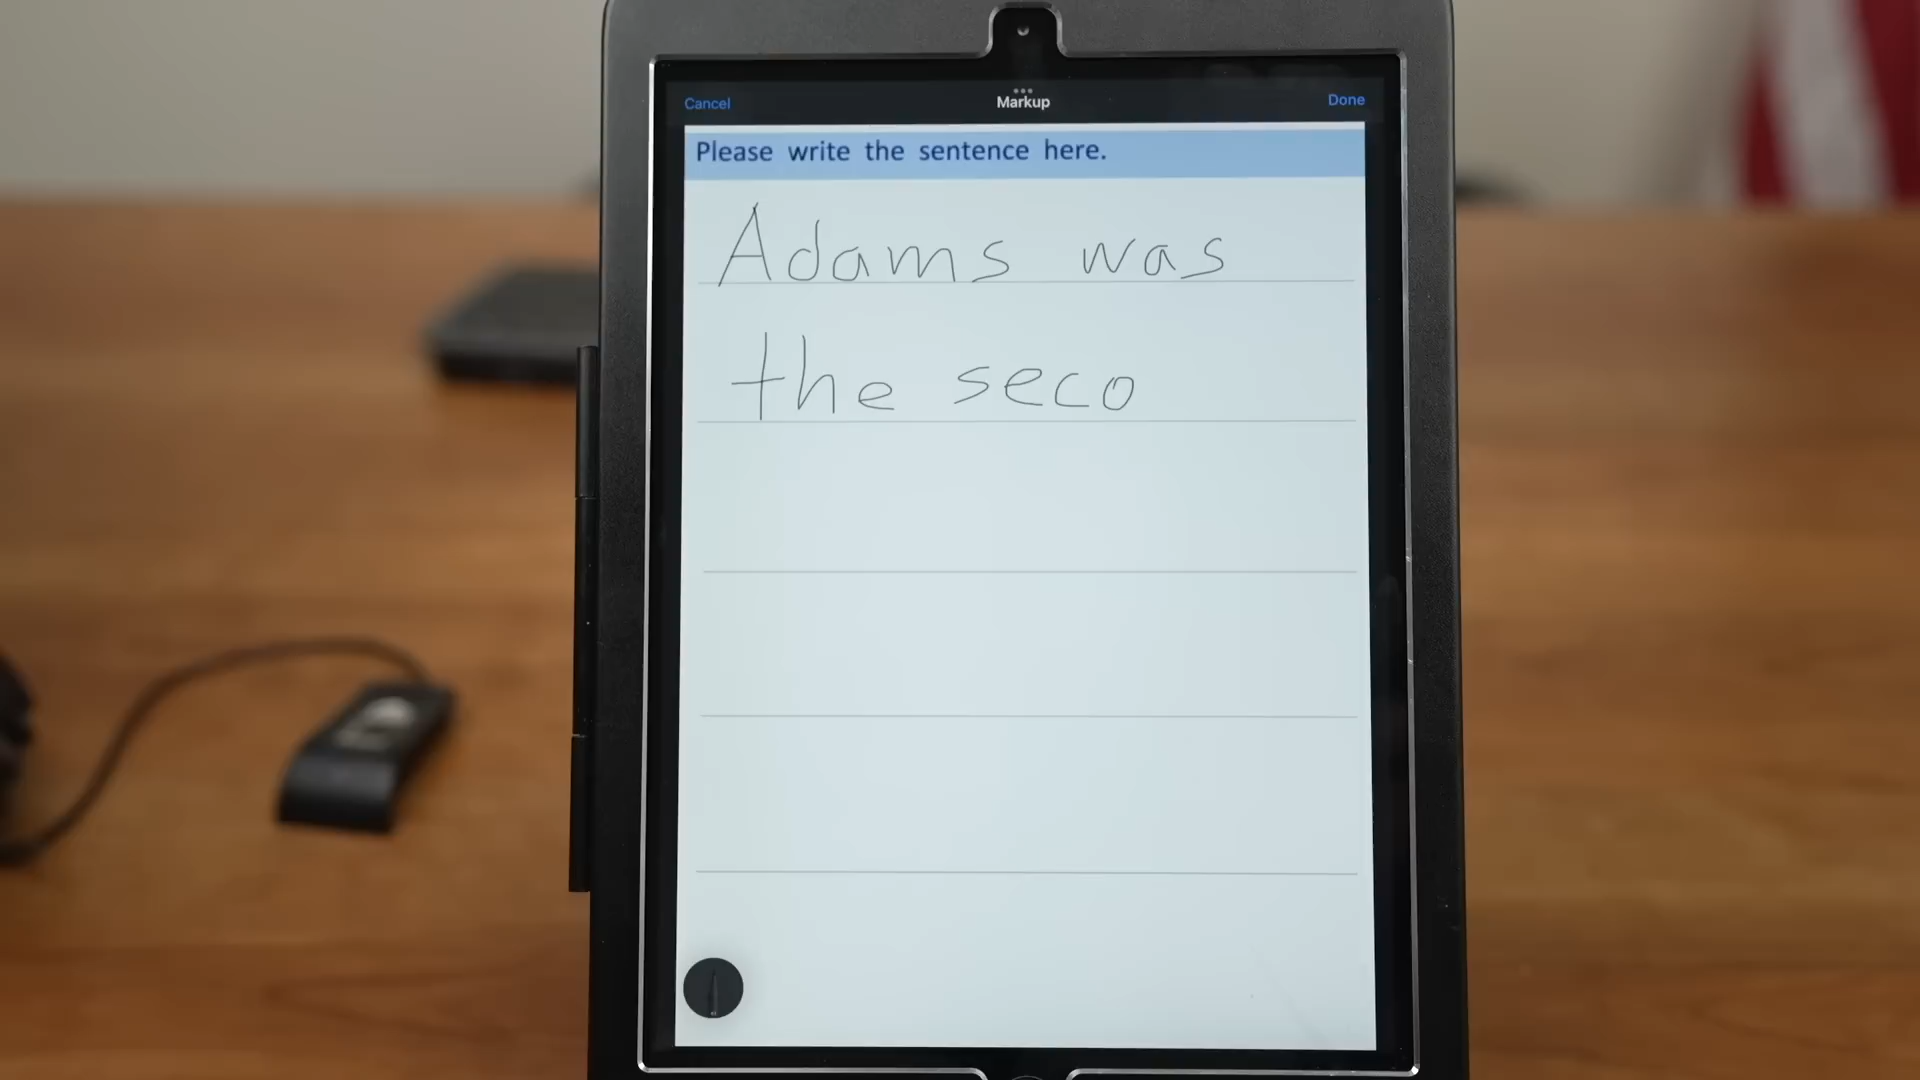 Cancel
Markup
Done
Please write the sentence here.
Adams was
the seco